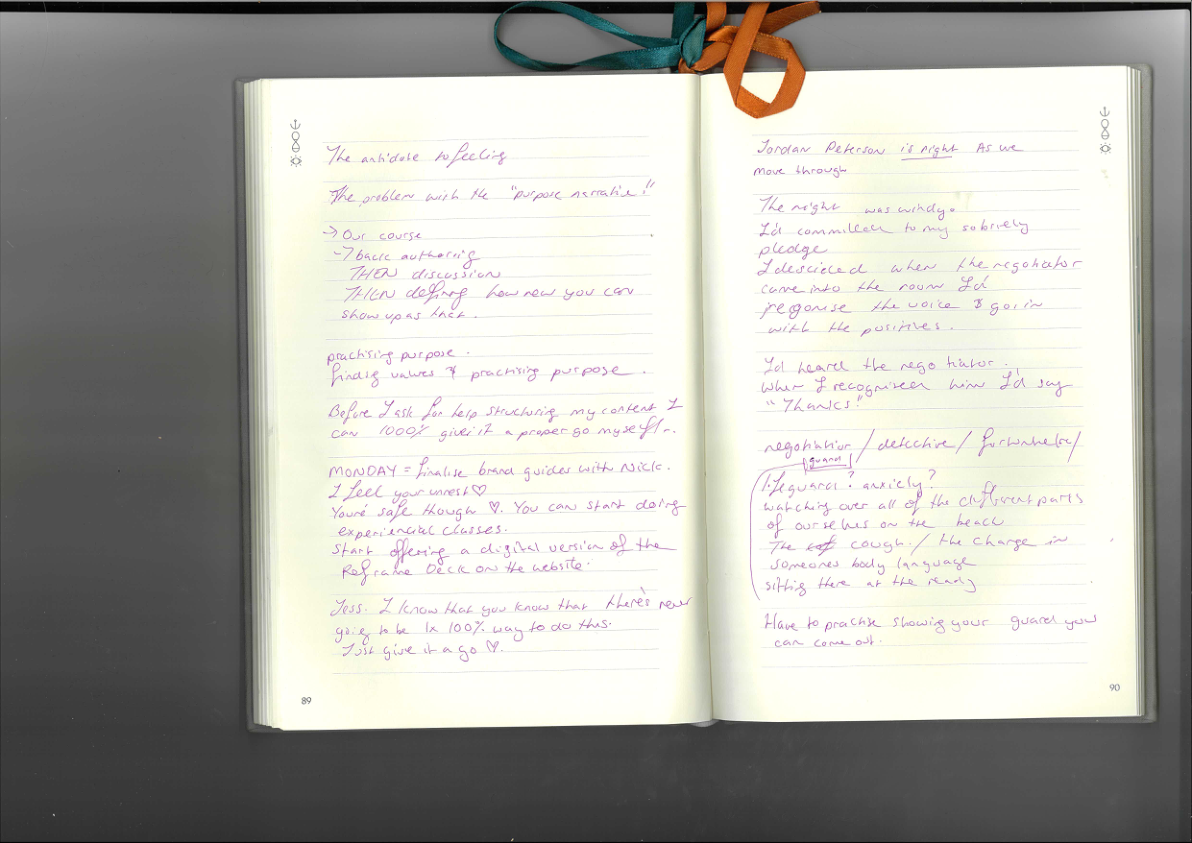 The antidote to feeling
The problem with the "purpose narrative!"
→ Our course
→ basic authoring
THEN discussion
THEN defining how new you can
show up as that.
practising purpose.
finding values & practising purpose.
Before I ask for help structuring my content I
can 1000% give it a proper go myself.
MONDAY = finalise brand guides with Nick.
I feel your unrest ♡
You're safe though ♡. You can start doing
experiencial classes.
Start offering a digital version of the
Reframe Deck on the website.
Jess. I know that you know that there's never
going to be 1x 100% way to do this.
Just give it a go ♡.
89
Jordan Peterson is right As we
move through
The night was windy.
I'd committed to my sobriety
pledge
I descided when the negotiator
came into the room I'd
regonise the voice & go in
with the positives.
I'd heard the negotiator.
When I recognised him I'd say
"Thanks!"
negotiatior / detective /
guard
lifeguard? anxiety?
watching over all of the different parts
of ourselves on the beach
The cough. / the change in
someones body language
sitting there at the ready
Have to practise showing your guard you
can come out.
90